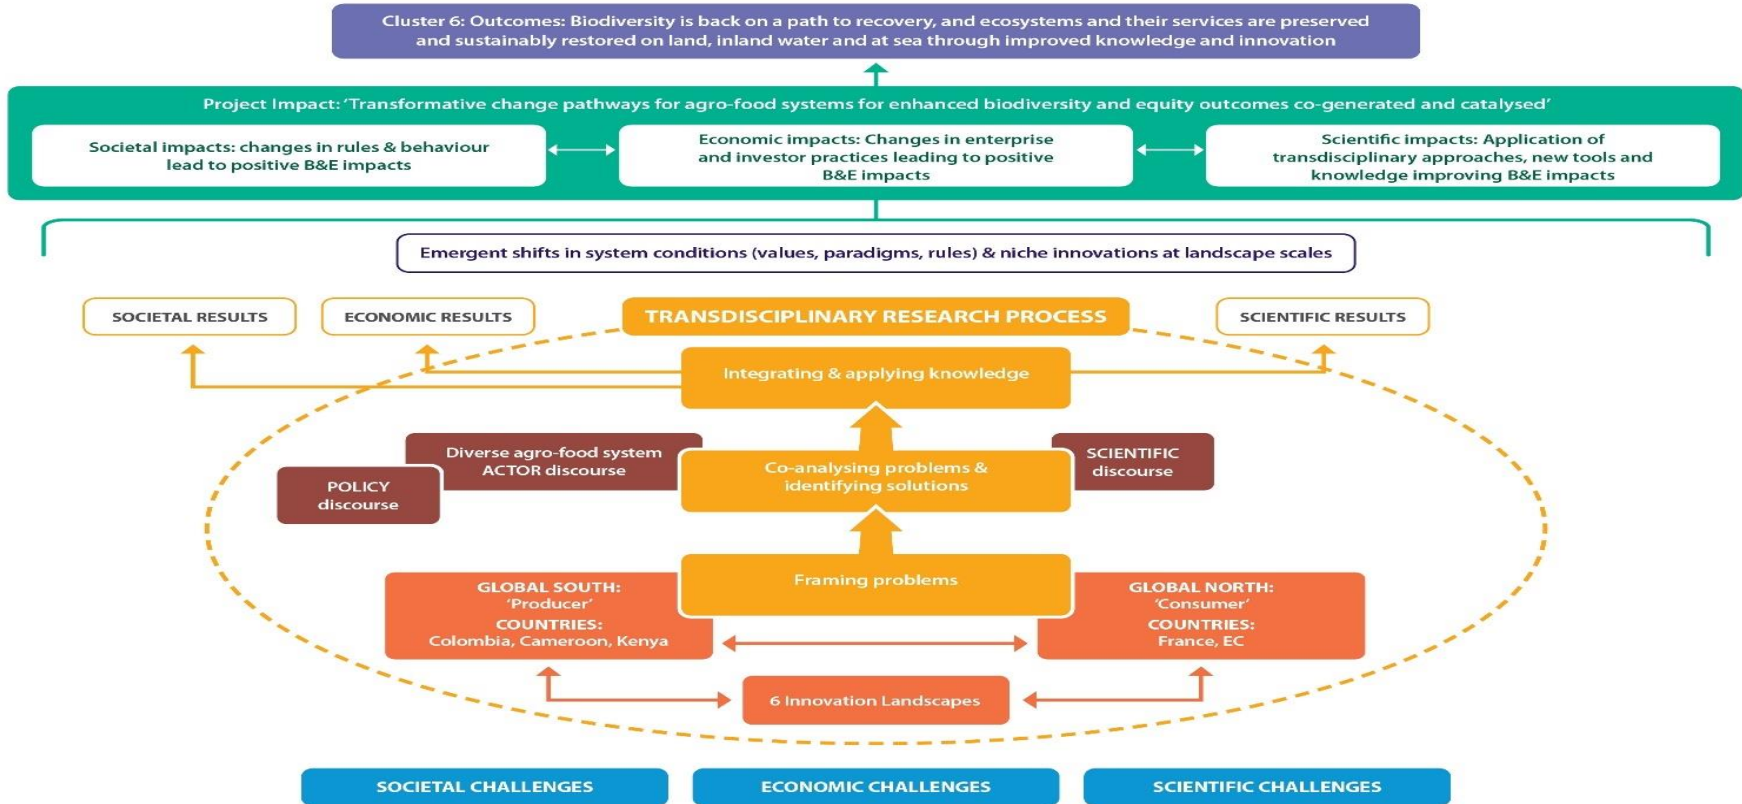 Cluster 6: Outcomes: Biodiversity is back on a path to recovery, and ecosystems and their services are preserved
and sustainably restored on land, inland water and at sea through improved knowledge and innovation
Project Impact: ‘Transformative change pathways for agro-food systems for enhanced biodiversity and equity outcomes co-generated and catalysed’
Societal impacts: changes in rules & behaviour
lead to positive B&E impacts
Economic impacts: Changes in enterprise
and investor practices leading to positive
B&E impacts
Scientific impacts: Application of
transdisciplinary approaches, new tools and
knowledge improving B&E impacts
Emergent shifts in system conditions (values, paradigms, rules) & niche innovations at landscape scales
SOCIETAL RESULTS
ECONOMIC RESULTS
TRANSDISCIPLINARY RESEARCH PROCESS
SCIENTIFIC RESULTS
Integrating & applying knowledge
POLICY
discourse
Diverse agro-food system
ACTOR discourse
Co-analysing problems &
identifying solutions
SCIENTIFIC
discourse
Framing problems
GLOBAL SOUTH:
‘Producer’
COUNTRIES:
Colombia, Cameroon, Kenya
GLOBAL NORTH:
‘Consumer’
COUNTRIES:
France, EC
6 Innovation Landscapes
SOCIETAL CHALLENGES
ECONOMIC CHALLENGES
SCIENTIFIC CHALLENGES